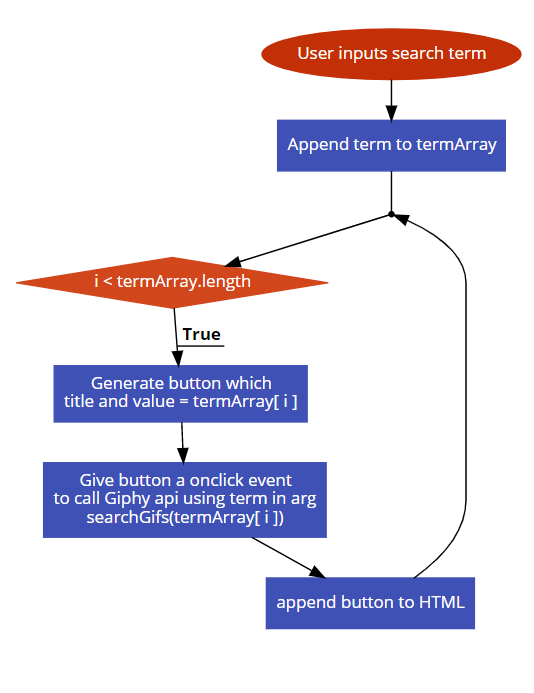 User inputs search term
Append term to termArray
i < termArray.length
True
Generate button which
title and value = termArray[ i ]
Give button a onclick event
to call Giphy api using term in arg
searchGifs(termArray[ i ])
append button to HTML